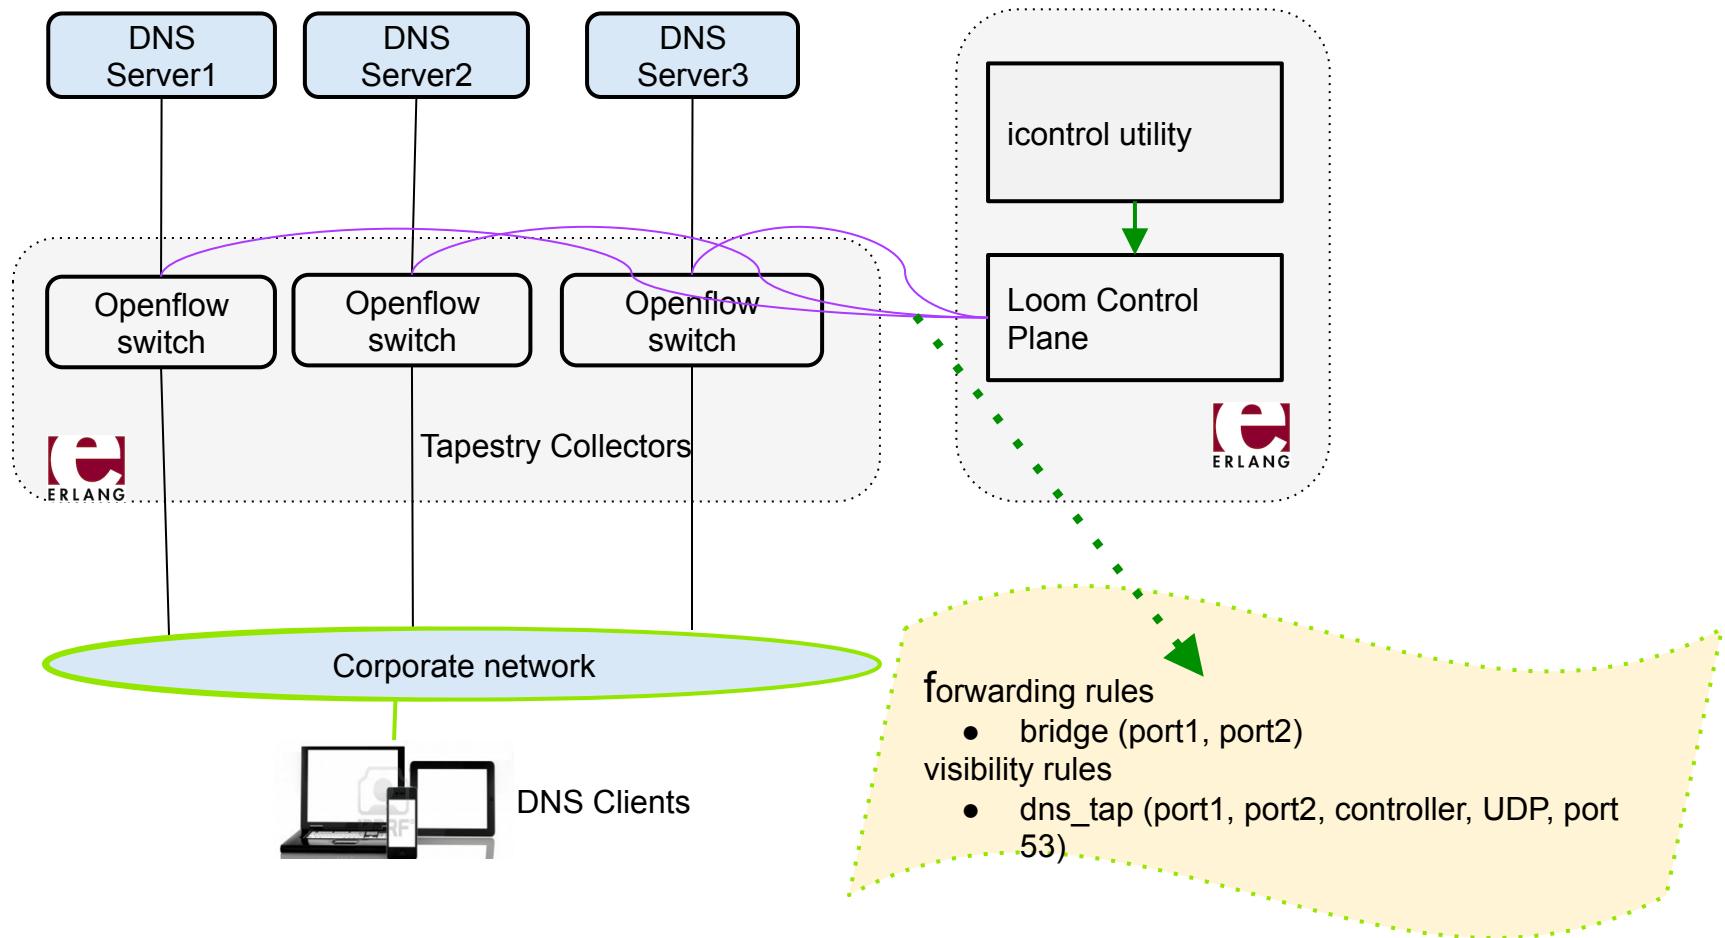 DNS
Server1
DNS
Server2
DNS
Server3
icontrol utility
Openflow
switch
Openflow
switch
Openflow
switch
Loom Control
Plane
Tapestry Collectors
ERLANG
ERLANG
Corporate network
DNS Clients
forwarding rules
● bridge (port1, port2)
visibility rules
● dns_tap (port1, port2, controller, UDP, port
53)